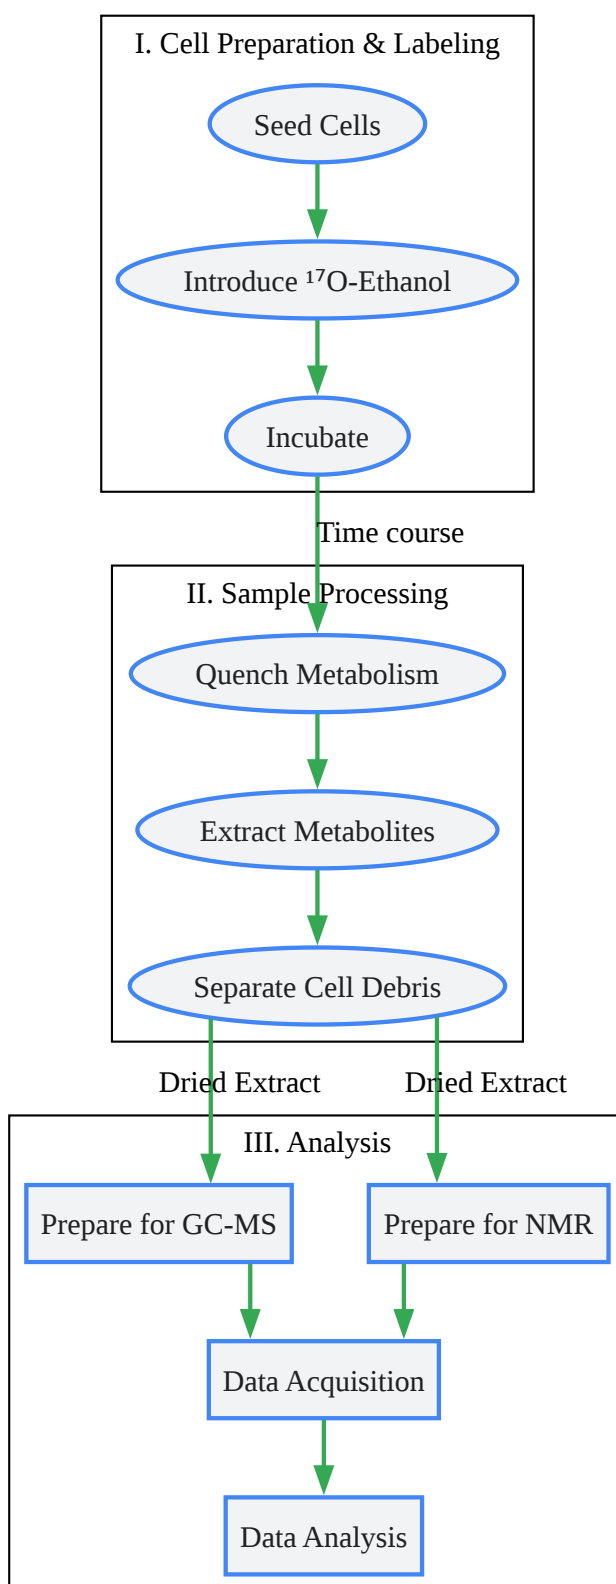 I. Cell Preparation & Labeling
Seed Cells
Introduce ¹⁷O-Ethanol
Incubate
Time course
II. Sample Processing
Quench Metabolism
Extract Metabolites
Separate Cell Debris
Dried Extract
Dried Extract
III. Analysis
Prepare for GC-MS
Prepare for NMR
Data Acquisition
Data Analysis